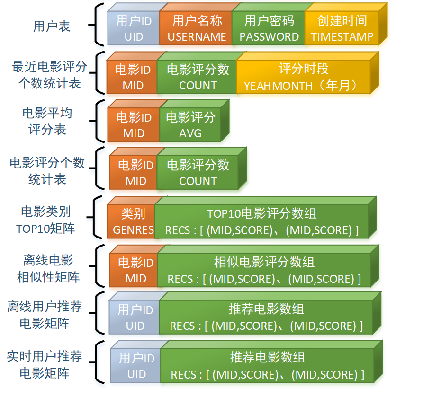 用户表
用户ID
UID
用户名称
USERNAME
用户密码
PASSWORD
创建时间
TIMESTAMP
最近电影评分
个数统计表
电影ID
MID
电影评分数
COUNT
评分时段
YEAHMONTH（年月）
电影平均
评分表
电影ID
MID
电影评分
AVG
电影评分个数
统计表
电影ID
MID
电影评分数
COUNT
电影类别
TOP10矩阵
类别
GENRES
TOP10电影评分数组
RECS : [ (MID,SCORE)、(MID,SCORE) ]
离线电影
相似性矩阵
电影ID
MID
相似电影评分数组
RECS : [ (MID,SCORE)、(MID,SCORE) ]
离线用户推荐
电影矩阵
用户ID
UID
推荐电影数组
RECS : [ (MID,SCORE)、(MID,SCORE) ]
实时用户推荐
电影矩阵
用户ID
UID
推荐电影数组
RECS : [ (MID,SCORE)、(MID,SCORE) ]